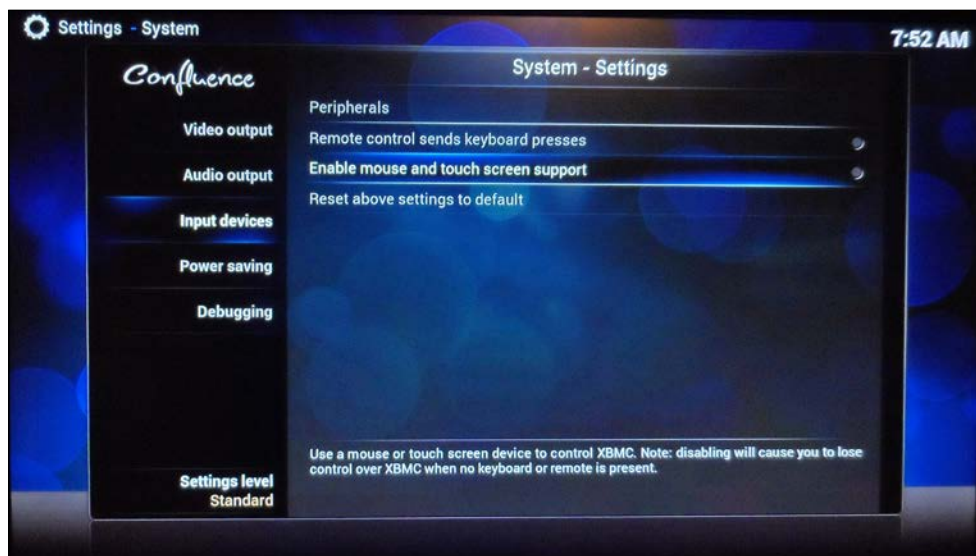 Settings - System
7:52 AM
Confluence
System - Settings
Video output
Audio output
Input devices
Power saving
Debugging
Settings level
Standard
Peripherals
Remote control sends keyboard presses
Enable mouse and touch screen support
Reset above settings to default
Use a mouse or touch screen device to control XBMC. Note: disabling will cause you to lose
control over XBMC when no keyboard or remote is present.